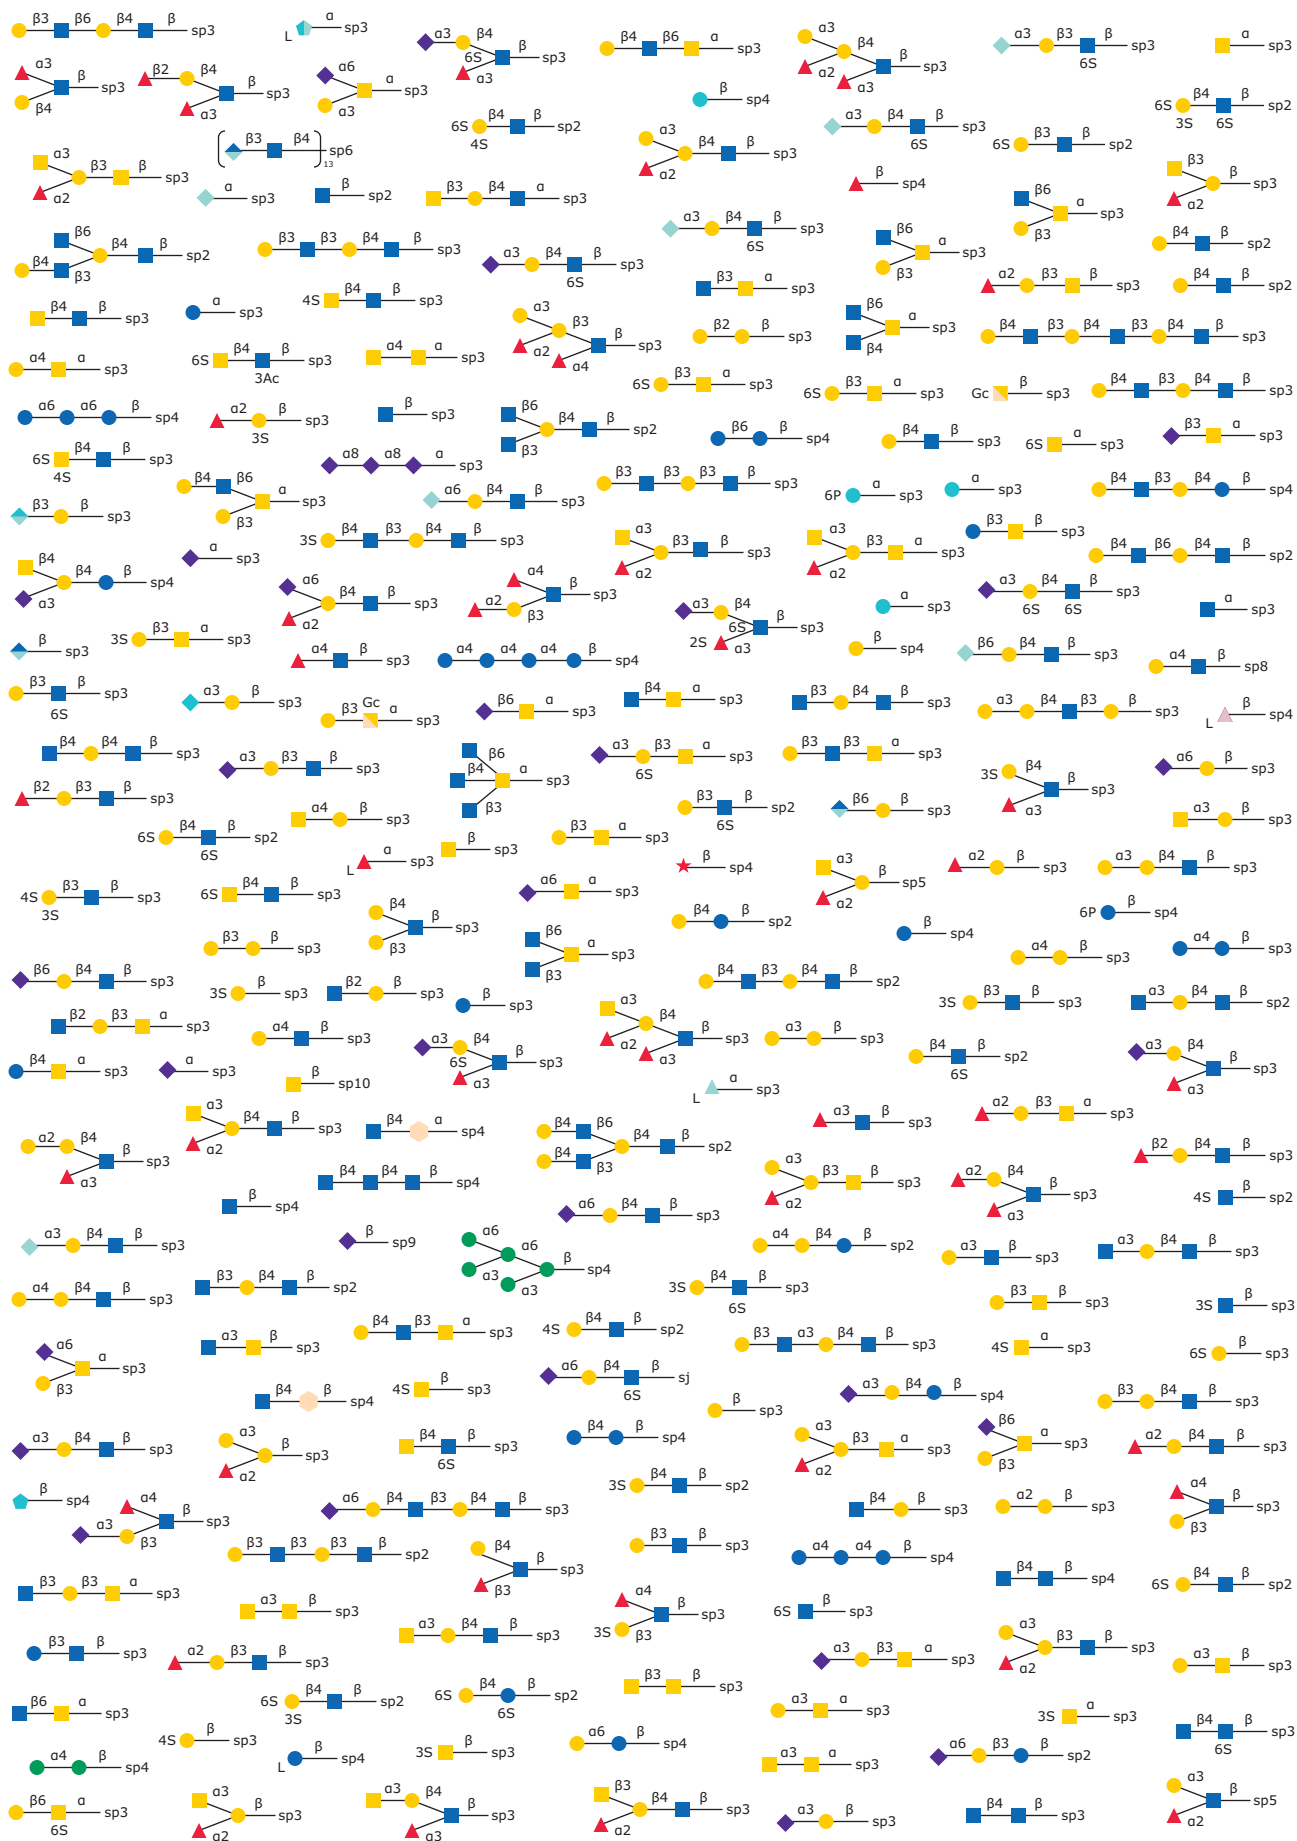 β3 β6 β4 β sp3
L α sp3
α3 β4 6S β sp3 α3
β4 β6 α sp3
α3 β4 α2 β sp3 α3
α3 β3 β sp3 6S
α sp3
α3 β sp3 β4
β2 β4 β sp3 α3
α6 α sp3 α3
β sp4
6S β4 β sp2 3S 6S
6S β4 β sp2 4S
α3 β4 β sp3 6S
6S β3 β sp2
β3 β4 sp6 13
α3 β4 β sp3 α2
α3 β3 β sp3 α2
α sp3
β sp2
β3 β4 α sp3
β sp4
β3 β sp3 α2
β6 α sp3 β3
β6 β4 β sp2 β4 β3
β3 β3 β4 β sp3
α3 β4 β sp3 6S
α3 β4 β sp3 6S
β6 α sp3 β3
β4 β sp2
β4 β sp3
α sp3
4S β4 β sp3
β3 α sp3
α2 β3 β sp3
β4 β sp2
α3 β3 β sp3 α2 α4
β2 β sp3
β6 α sp3 β4
β4 β3 β4 β3 β4 β sp3
α4 α sp3
6S β4 β sp3 3Ac
α4 α sp3
6S β3 α sp3
6S β3 α sp3
Gc β sp3
β4 β3 β4 β sp3
α6 α6 β sp4
α2 β sp3 3S
β sp3
β6 β4 β sp2 β3
β6 β sp4
β4 β sp3
6S α sp3
β3 α sp3
6S β4 β sp3 4S
α8 α8 α sp3
β4 β6 α sp3 β3
α6 β4 β sp3
β3 β3 β3 β sp3
6P α sp3
α sp3
β4 β3 β4 β sp4
β3 β sp3
3S β4 β3 β4 β sp3
α3 β3 β sp3 α2
α3 β3 α sp3 α2
β3 β sp3
β4 β6 β4 β sp2
β4 β4 β sp4 α3
α sp3
α6 β4 β sp3 α2
α4 β sp3 α2 β3
α3 β4 6S β sp3 2S α3
α sp3
α3 β4 β sp3 6S 6S
α sp3
β sp3
3S β3 α sp3
α4 β sp3
α4 α4 α4 β sp4
β sp4
β6 β4 β sp3
α4 β sp8
β3 β sp3 6S
α3 β sp3
β3 Gc α sp3
β6 α sp3
β4 α sp3
β3 β4 β sp3
α3 β4 β3 β sp3
L β sp4
β4 β4 β sp3
α3 β3 β sp3
β6 β4 α sp3 β3
α3 β3 α sp3 6S
β3 β3 α sp3
3S β4 β sp3 α3
α6 β sp3
β2 β3 β sp3
α4 β sp3
β3 β sp2 6S
β6 β sp3
α3 β sp3
6S β4 β sp2 6S
L α sp3
β sp3
β3 α sp3
β sp4
α3 β sp5 α2
α2 β sp3
α3 β4 β sp3
4S β3 β sp3 3S
6S β4 β sp3
α6 α sp3
β4 β sp3 β3
β4 β sp2
β sp4
6P β sp4
β3 β sp3
β6 α sp3 β3
α4 β sp3
α4 β sp3
β6 β4 β sp3
3S β sp3
β2 β sp3
β sp3
β4 β3 β4 β sp2
3S β3 β sp3
α3 β4 β sp2
β2 β3 α sp3
α4 β sp3
α3 β4 6S β sp3 α3
α3 β4 α2 β sp3 α3
α3 β sp3
β4 β sp2 6S
α3 β4 β sp3 α3
β4 α sp3
α sp3
β sp10
L α sp3
α3 β4 β sp3 α2
β4 α sp4
β4 β6 β4 β sp2 β4 β3
α3 β sp3
α2 β3 α sp3
α2 β4 β sp3 α3
β4 β4 β sp4
α3 β3 β sp3 α2
α2 β4 β sp3 α3
β2 β4 β sp3
β sp4
4S β sp2
α6 β4 β sp3
α3 β4 β sp3
β sp9
α6 α6 α3 β sp4 α3
α4 β4 β sp2
α3 β sp3
α3 β4 β sp3
α4 β4 β sp3
β3 β4 β sp2
3S β4 β sp3 6S
β3 β sp3
3S β sp3
α6 α sp3 β3
α3 β sp3
β4 β3 α sp3
4S β4 β sp2
β3 α3 β4 β sp3
4S α sp3
6S β sp3
β4 β sp4
4S β sp3
α6 β4 β sj 6S
β sp3
α3 β4 β sp4
β3 β4 β sp3
α3 β4 β sp3
α3 β sp3 α2
β4 β sp3 6S
β4 β sp4
α3 β3 α sp3 α2
β6 α sp3 β3
α2 β4 β sp3
β sp4
α4 β sp3 α3 β3
α6 β4 β3 β4 β sp3
3S β4 β sp2
β4 β sp3
α2 β sp3
α4 β sp3 β3
β3 β3 β3 β sp2
β4 β sp3 β3
β3 β sp3
α4 α4 β sp4
β4 β sp4
6S β4 β sp2
β3 β3 α sp3
α3 β sp3
α4 β sp3 3S β3
6S β sp3
β3 β sp3
α2 β3 β sp3
α3 β4 β sp3
α3 β3 α sp3
α3 β3 β sp3 α2
α3 β sp3
β6 α sp3
6S β4 β sp2 3S
6S β4 β sp2 6S
β3 β sp3
α3 α sp3
3S α sp3
β4 β sp3 6S
α4 β sp4
4S β sp3
L β sp4
3S β sp3
α6 β sp4
α3 α sp3
α6 β3 β sp2
β6 α sp3 6S
α3 β sp3 α2
α3 β4 β sp3 α3
β3 β4 β sp3 α2
α3 β sp3
β4 β sp3
α3 β sp5 α2